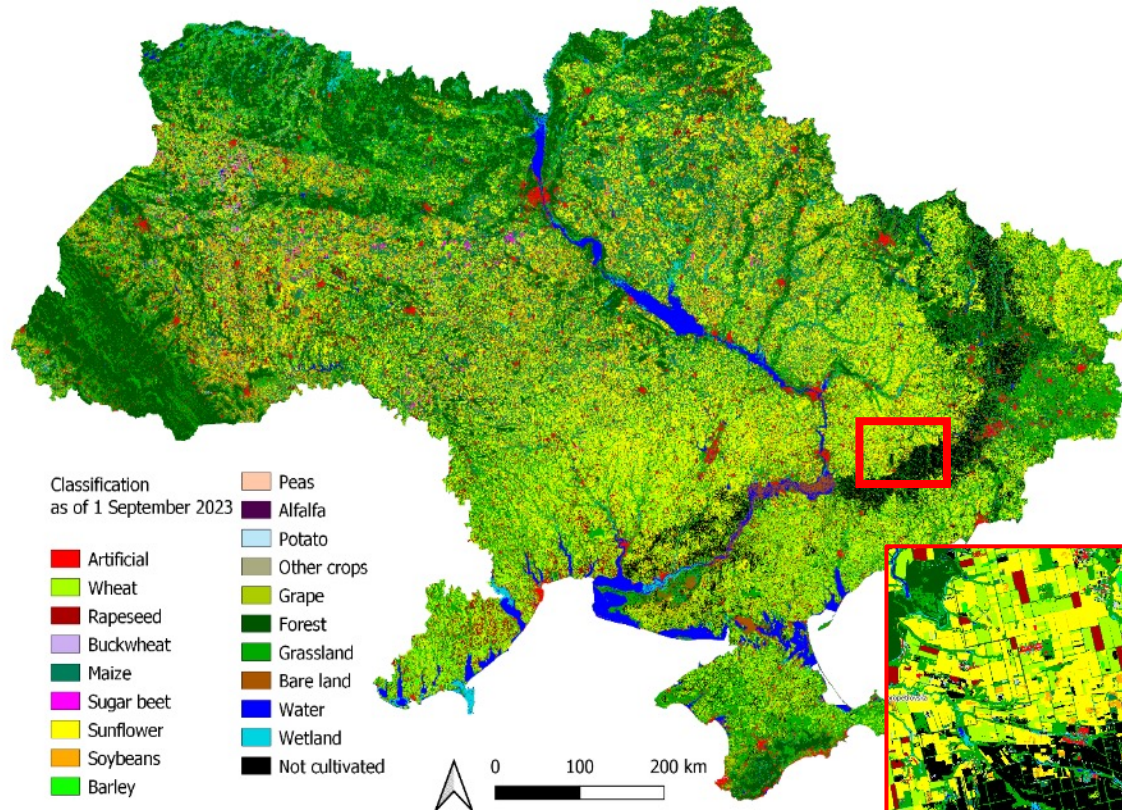 Classification
as of 1 September 2023
Artificial
Wheat
Rapeseed
Buckwheat
Maize
Sugar beet
Sunflower
Soybeans
Barley
Peas
Alfalfa
Potato
Other crops
Grape
Forest
Grassland
Bare land
Water
Wetland
Not cultivated
0 100 200 km